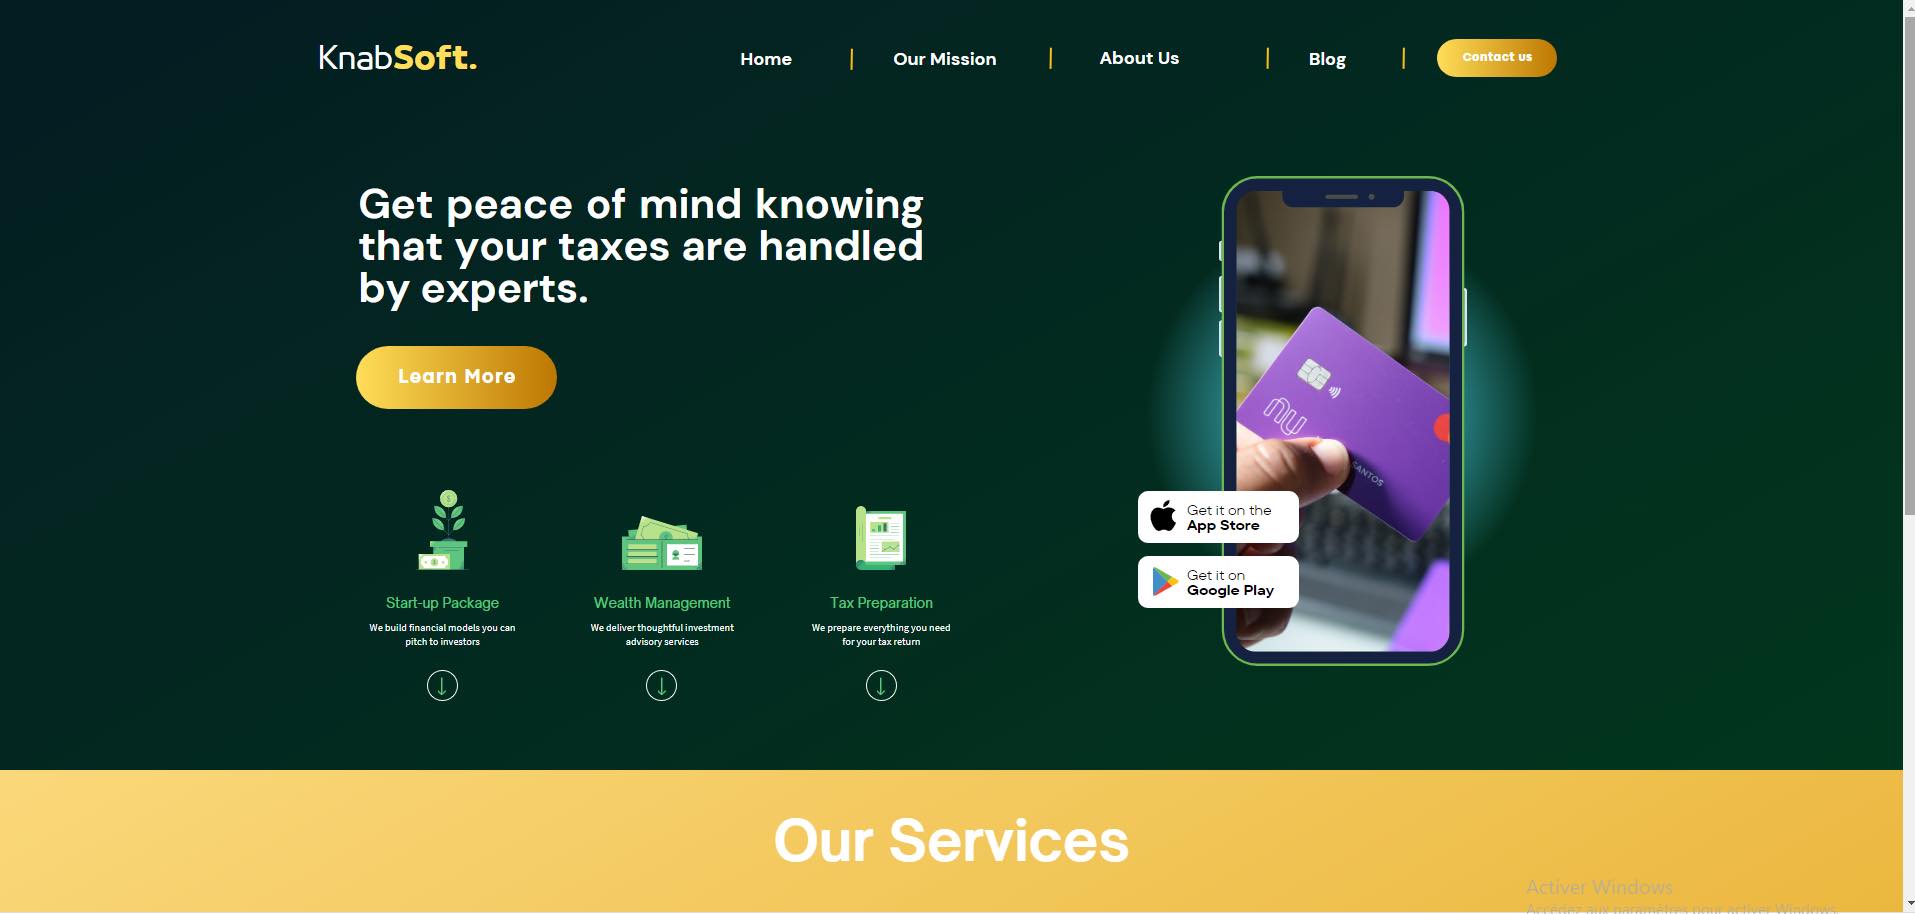 KnabSoft.
Home
Our Mission
About Us
Blog
Contact us
Get peace of mind knowing
that your taxes are handled
by experts.
Learn More
nu
SANTOS
Get it on the
App Store
Get it on
Google Play
Start-up Package
We build financial models you can
pitch to investors
Wealth Management
We deliver thoughtful investment
advisory services
Tax Preparation
We prepare everything you need
for your tax return
Our Services
Activer Windows
Accédez aux paramètres pour activer Windows.